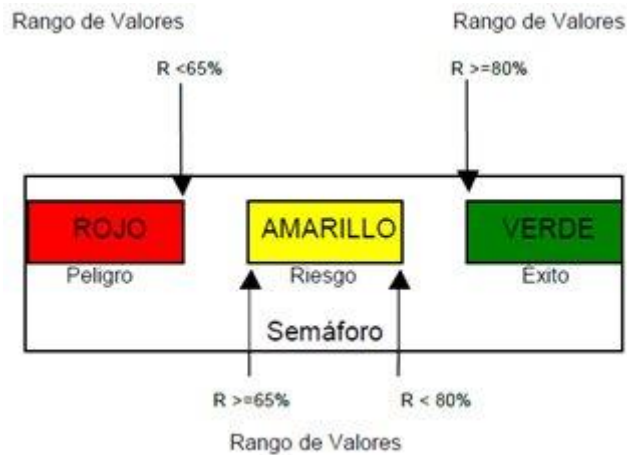 Rango de Valores
Rango de Valores
R <65%
R >=80%
ROJO
AMARILLO
VERDE
Peligro
Riesgo
Éxito
Semáforo
R >=65%
R < 80%
Rango de Valores